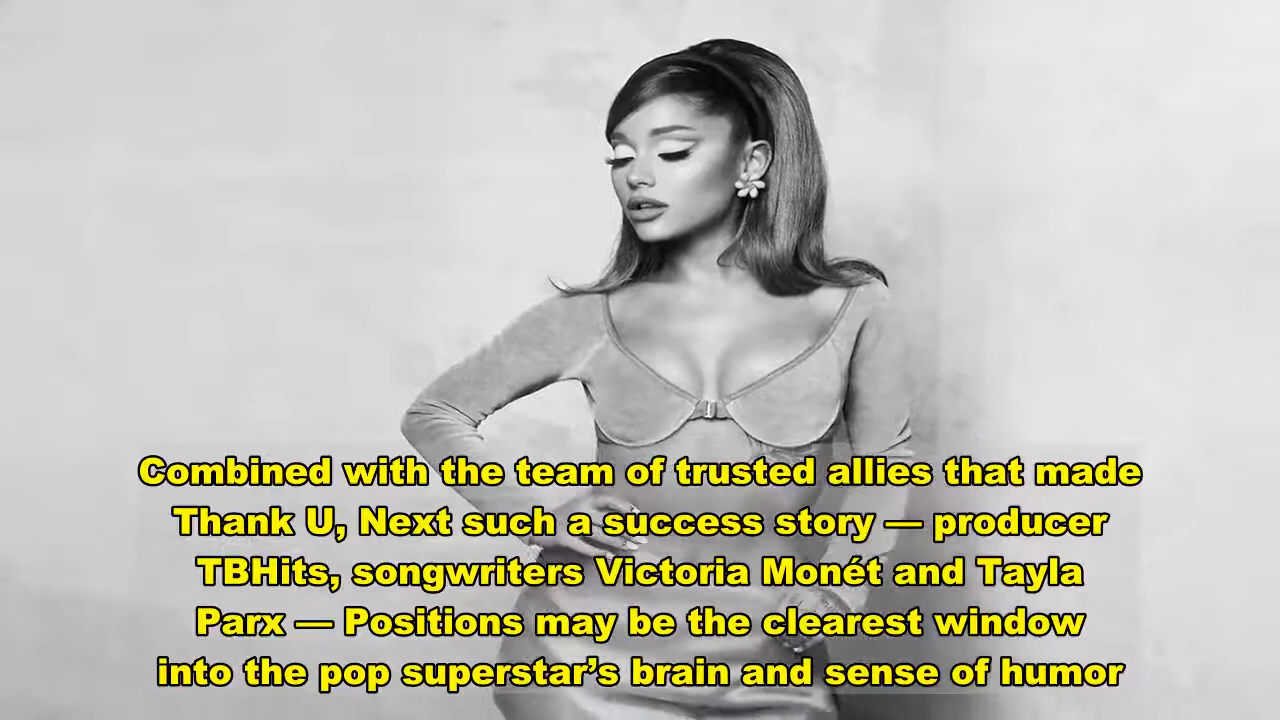 Combined with the team of trusted allies that made
Thank U, Next such a success story — producer
TBHits, songwriters Victoria Monét and Tayla
Parx — Positions may be the clearest window
into the pop superstar’s brain and sense of humor